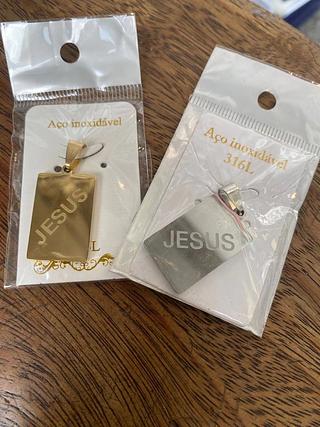 Aço inoxidável
JESUS
L
Aço inoxidável
316L
JESUS